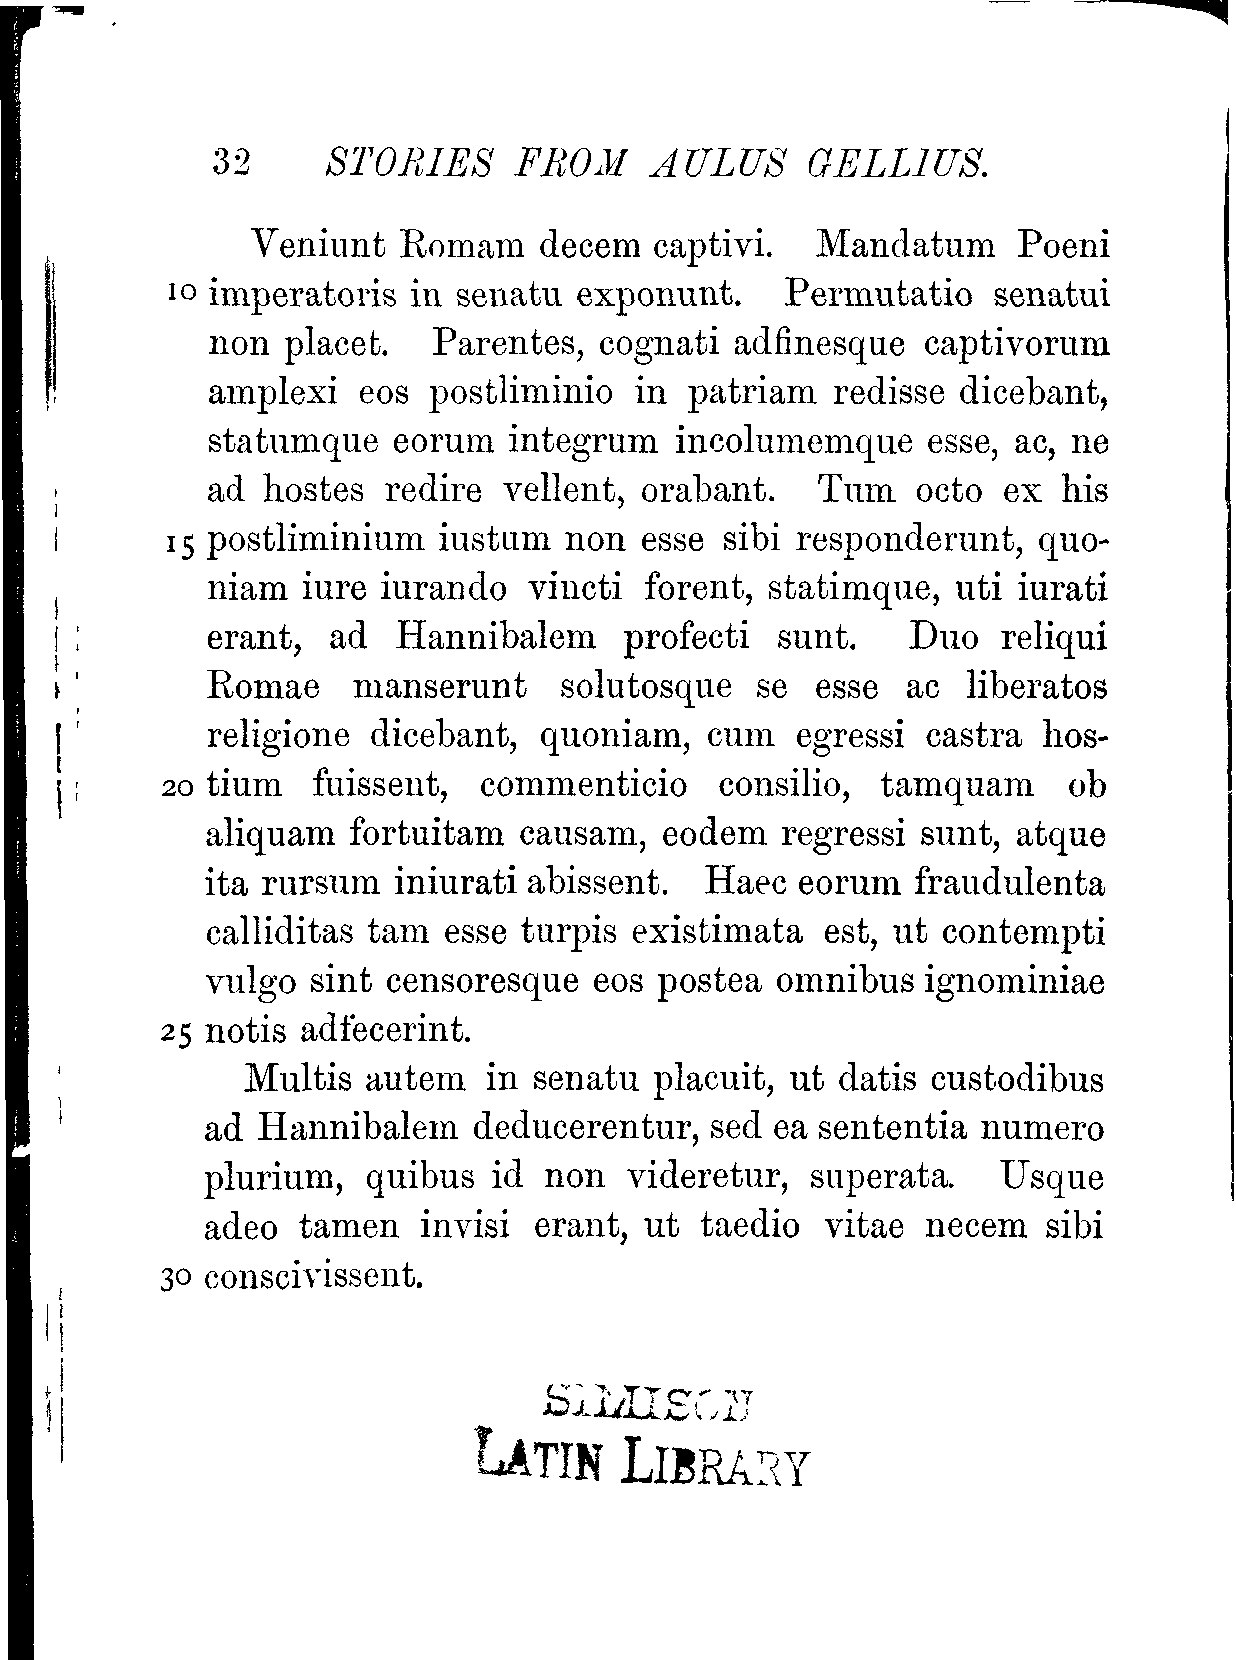 32 STORIES FROM AULUS GELLIUS.
Veniunt Romam decem captivi. Mandatum Poeni
10 imperatoris in senatu exponunt. Permutatio senatui
non placet. Parentes, cognati adfinesque captivorum
amplexi eos postliminio in patriam redisse dicebant,
statumque eorum integrum incolumemque esse, ac, ne
ad hostes redire vellent, orabant. Tum octo ex his
15 postliminium iustum non esse sibi responderunt, quo-
niam iure iurando vincti forent, statimque, uti iurati
erant, ad Hannibalem profecti sunt. Duo reliqui
Romae manserunt solutosque se esse ac liberatos
religione dicebant, quoniam, cum egressi castra hos-
20 tium fuissent, commenticio consilio, tamquam ob
aliquam fortuitam causam, eodem regressi sunt, atque
ita rursum iniurati abissent. Haec eorum fraudulenta
calliditas tam esse turpis existimata est, ut contempti
vulgo sint censoresque eos postea omnibus ignominiae
25 notis adfecerint.
Multis autem in senatu placuit, ut datis custodibus
ad Hannibalem deducerentur, sed ea sententia numero
plurium, quibus id non videretur, superata. Usque
adeo tamen invisi erant, ut taedio vitae necem sibi
30 conscivissent.
LATIN LIBRARY